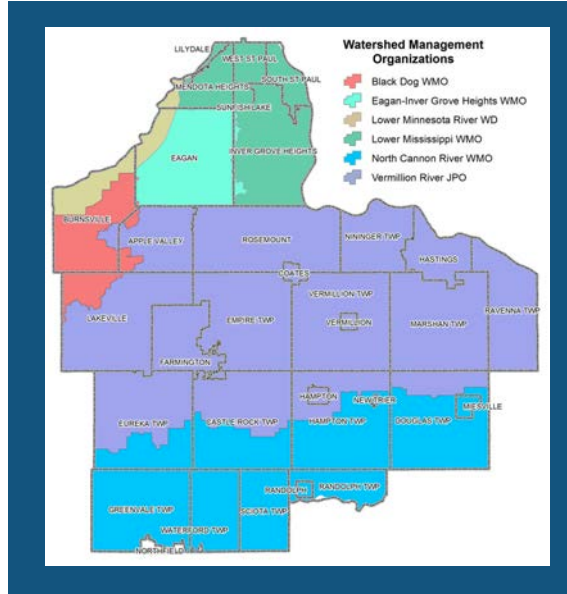 Watershed Management
Organizations
Black Dog WMO
Eagan-Inver Grove Heights WMO
Lower Minnesota River WD
Lower Mississippi WMO
North Cannon River WMO
Vermillion River JPO
LILYDALE
WEST ST PAUL
SOUTH ST PAUL
MENDOTA HEIGHTS
SUNFISH LAKE
EAGAN
INVER GROVE HEIGHTS
BURNSVILLE
APPLE VALLEY
ROSEMOUNT
NININGER TWP
HASTINGS
COATES
LAKEVILLE
EMPIRE TWP
VERMILLION TWP
VERMILLION
MARSHAN TWP
RAVENNA TWP
FARMINGTON
EUREKA TWP
CASTLE ROCK TWP
HAMPTON
HAMPTON TWP
NEW TRIER
DOUGLAS TWP
MIESVILLE
GREENVALE TWP
WATERFORD TWP
SCIOTA TWP
RANDOLPH
RANDOLPH TWP
NORTHFIELD